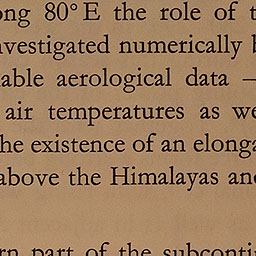 ong 80° E the role of t
nvestigated numerically b
lable aerological data —
air temperatures as we
he existence of an elonga
above the Himalayas and
rn part of the subconti